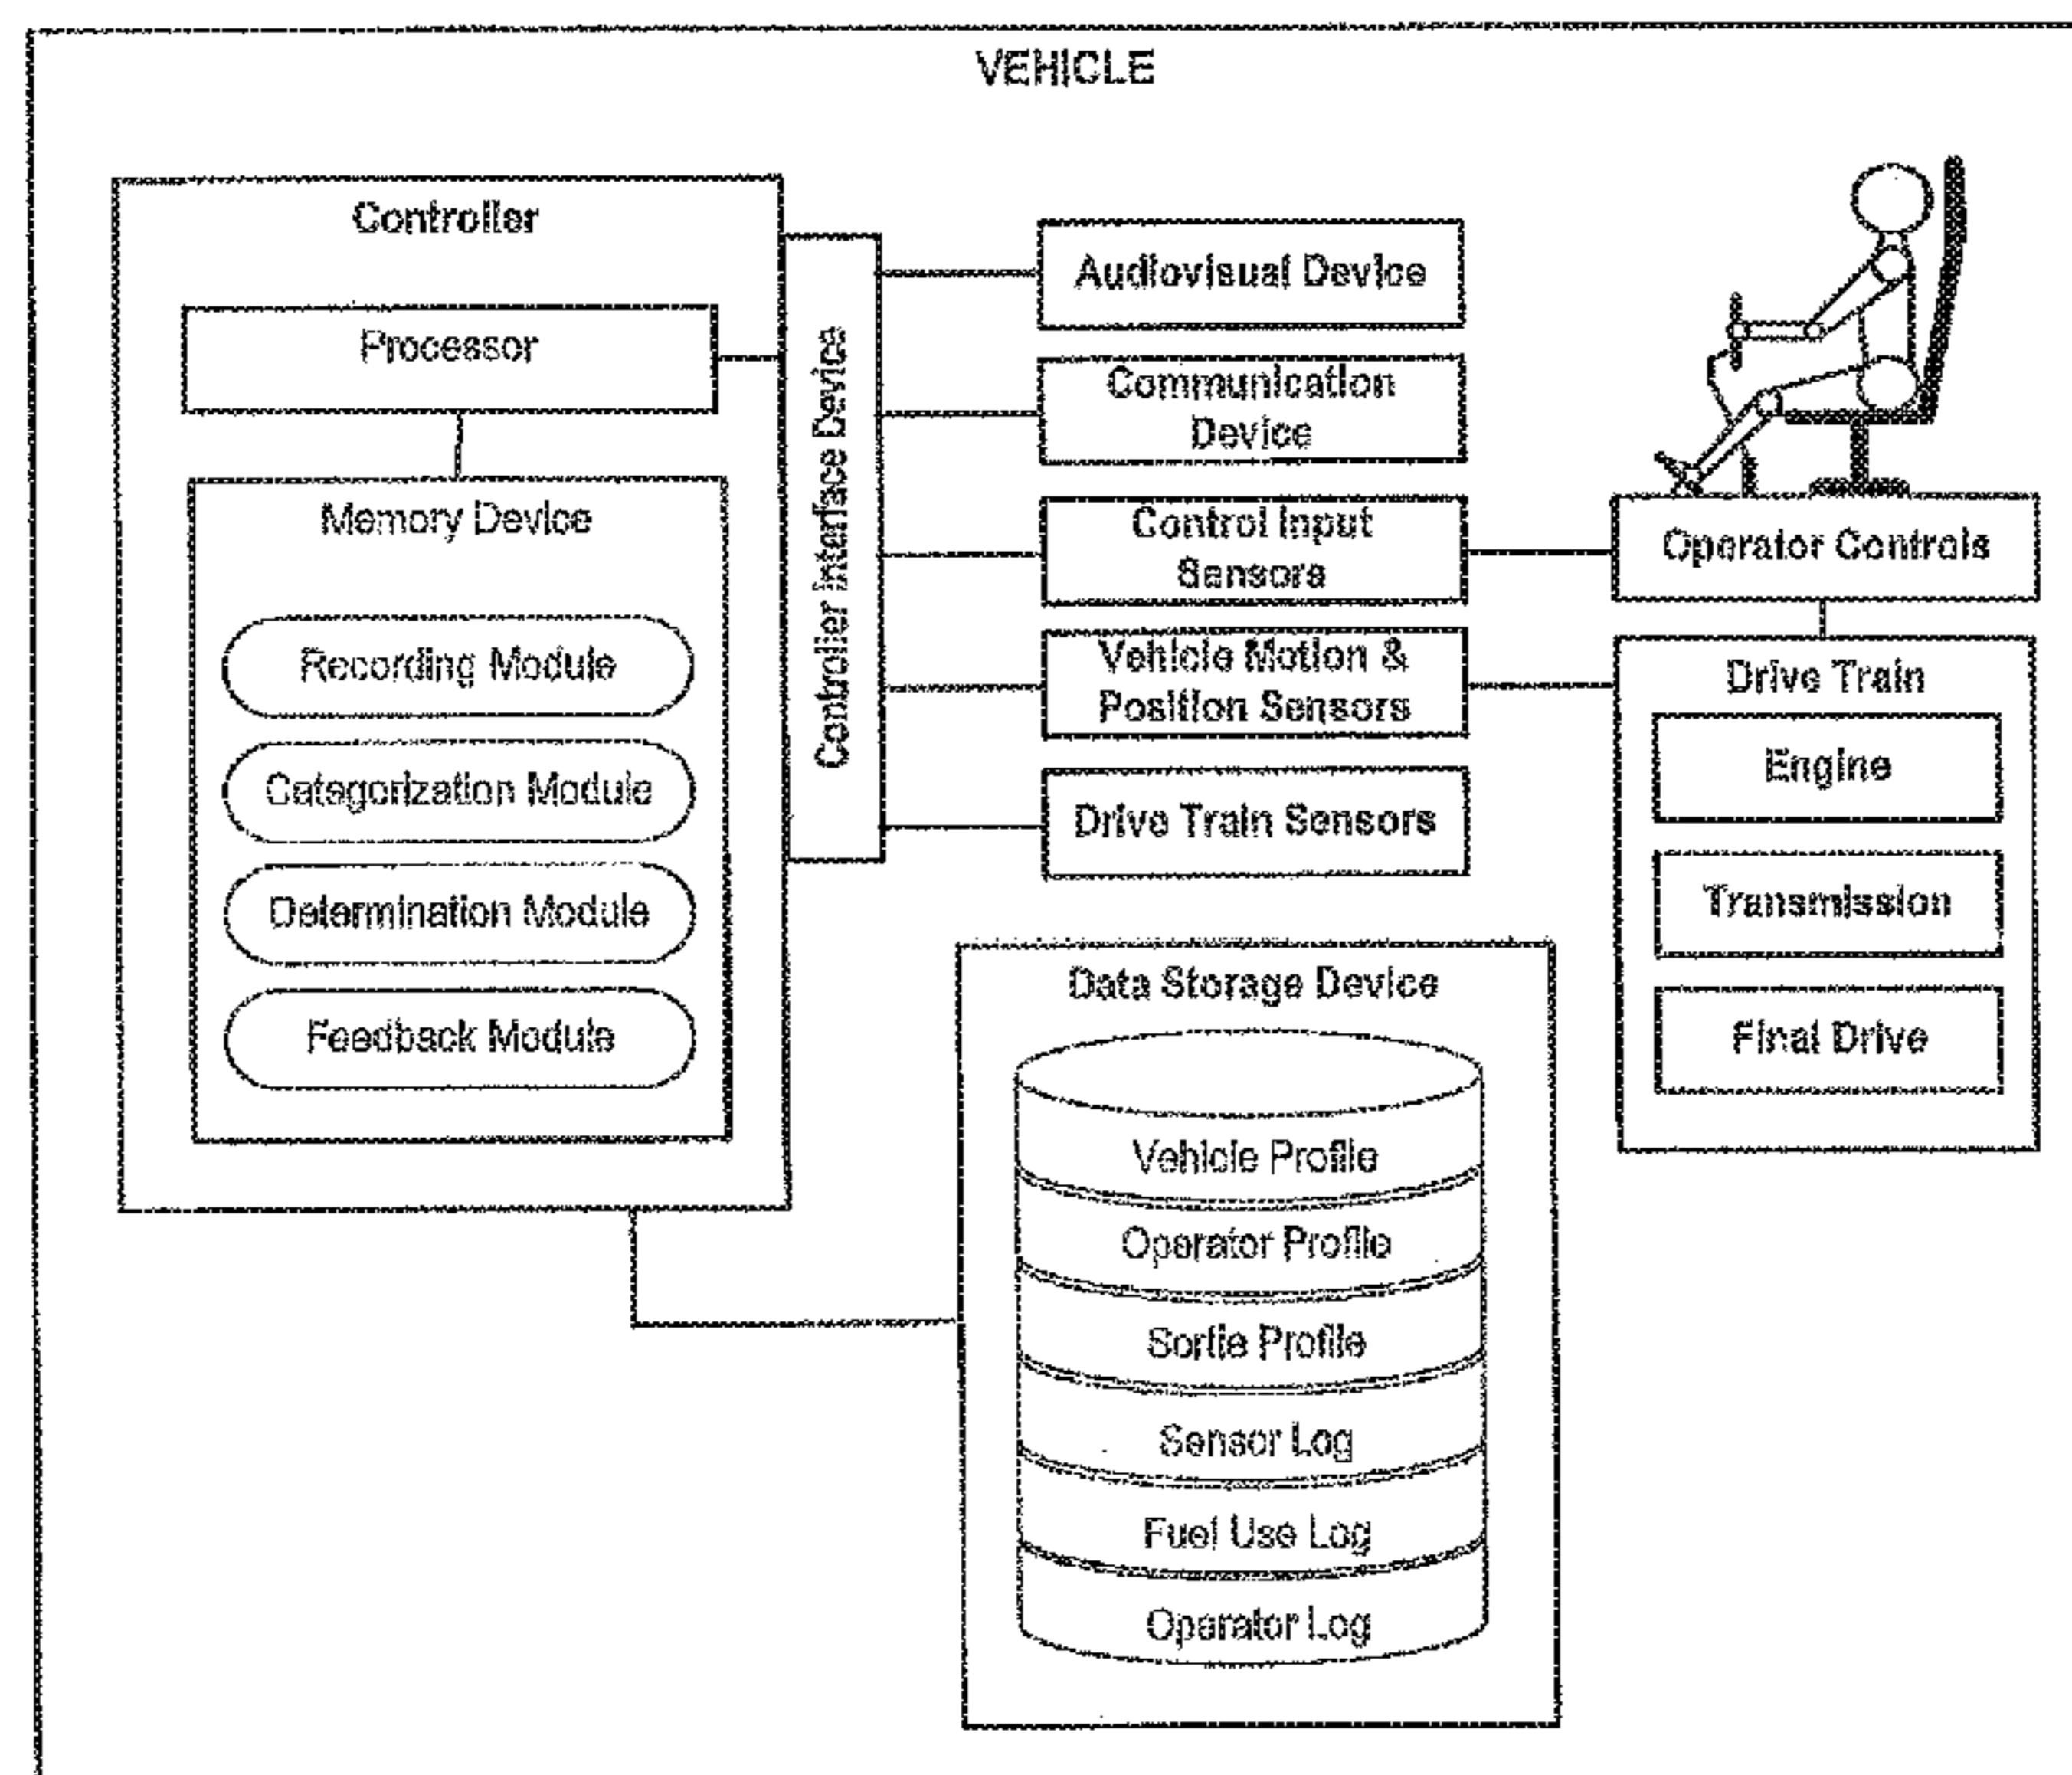 VEHICLE
Controller
Processor
Memory Device
Recording Module
Categorization Module
Determination Module
Feedback Module
Controller Interface Device
Audiovisual Device
Communication
Device
Control Input
Sensors
Vehicle Motion &
Position Sensors
Drive Train Sensors
Operator Controls
Drive Train
Engine
Transmission
Final Drive
Data Storage Device
Vehicle Profile
Operator Profile
Sortie Profile
Sensor Log
Fuel Use Log
Operator Log